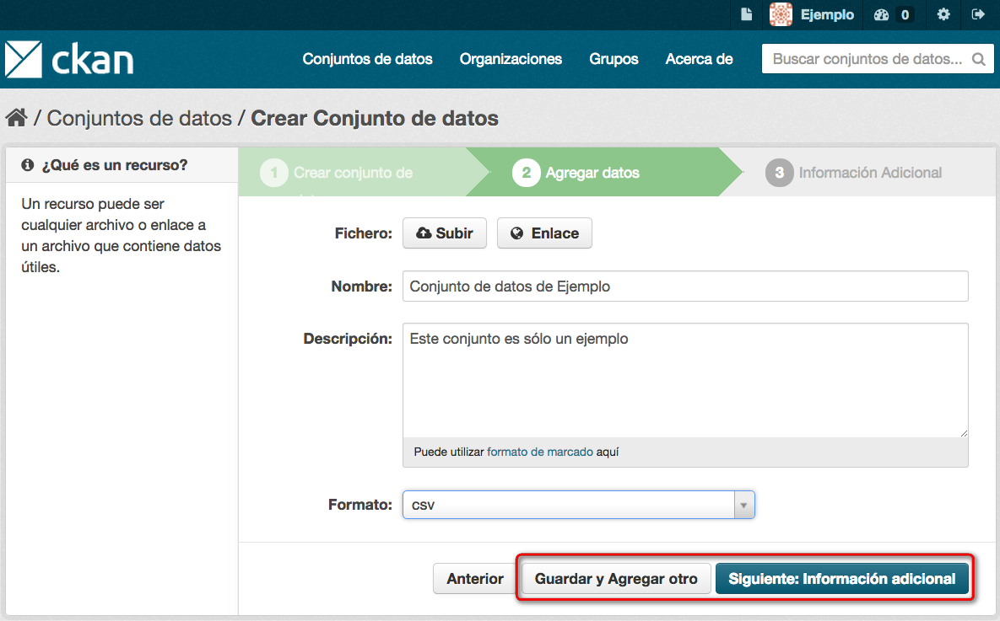 Ejemplo 0
ckan
Conjuntos de datos Organizaciones Grupos Acerca de
Buscar conjuntos de datos...
/ Conjuntos de datos / Crear Conjunto de datos
¿Qué es un recurso?
Un recurso puede ser
cualquier archivo o enlace a
un archivo que contiene datos
útiles.
1 Crear conjunto de
2 Agregar datos
3 Información Adicional
Fichero: Subir Enlace
Nombre: Conjunto de datos de Ejemplo
Descripción: Este conjunto es sólo un ejemplo
Puede utilizar formato de marcado aquí
Formato: csv
Anterior Guardar y Agregar otro Siguiente: Información adicional